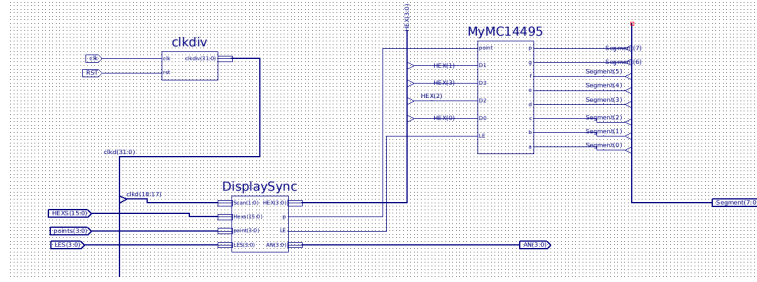 HEX(3:0)
MyMC14495
clkdiv
point
p
Segment(7)
clk
clk
clkdiv(31:0)
g
Segment(6)
HEX(1)
D1
RST
rst
f
Segment(5)
HEX(3)
D3
e
Segment(4)
HEX(2)
D2
d
Segment(3)
HEX(0)
D0
c
Segment(2)
LE
b
Segment(1)
a
Segment(0)
clkd(31:0)
DisplaySync
clkd(18:17)
Scan(1:0)
HEX(3:0)
Segment(7:0
HEXS(15:0)
Hexs(15:0)
p
points(3:0)
point(3:0)
LE
LES(3:0)
LES(3:0)
AN(3:0)
AN(3:0)